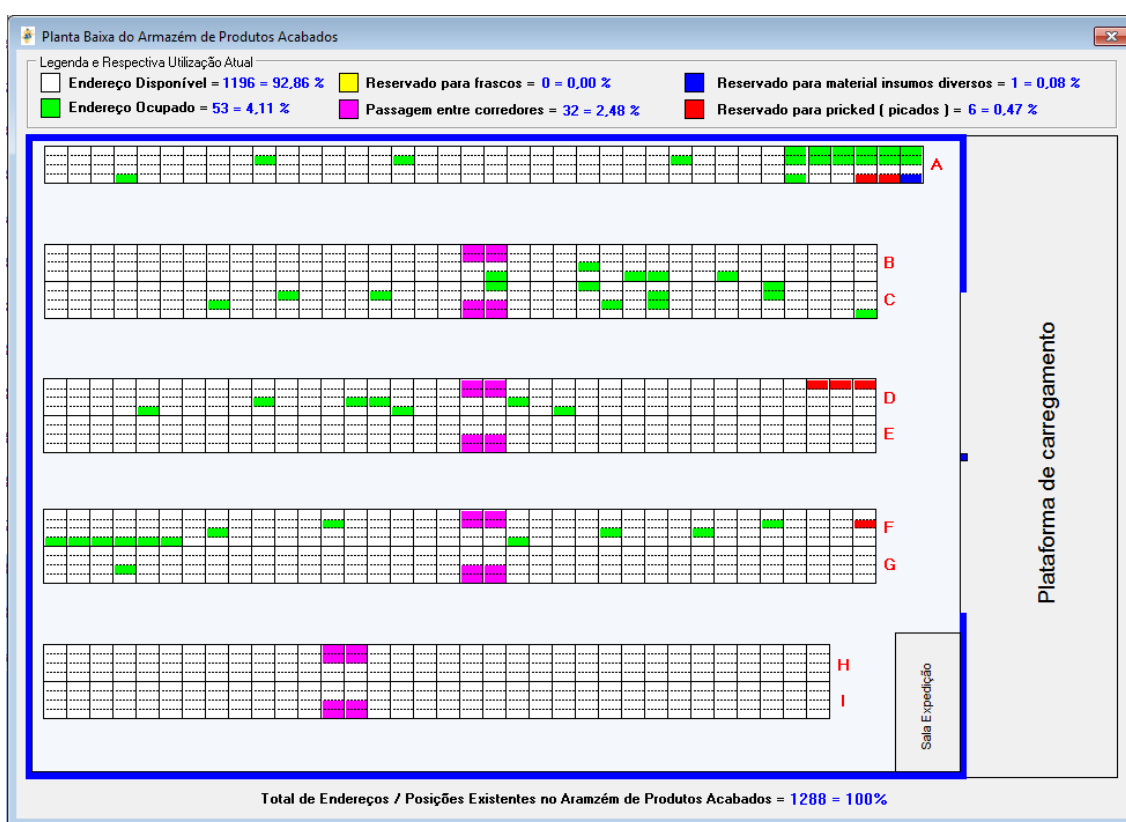 Planta Baixa do Armazém de Produtos Acabados
Legenda e Respectiva Utilização Atual
Endereço Disponível = 1196 = 92,86 %
Reservado para frascos = 0 = 0,00 %
Reservado para material insumos diversos = 1 = 0,08 %
Endereço Ocupado = 53 = 4,11 %
Passagem entre corredores = 32 = 2,48 %
Reservado para pricked ( picados ) = 6 = 0,47 %
A
B
C
D
E
F
G
H
I
Plataforma de carregamento
Sala Expedição
Total de Endereços / Posições Existentes no Aramzém de Produtos Acabados = 1288 = 100%